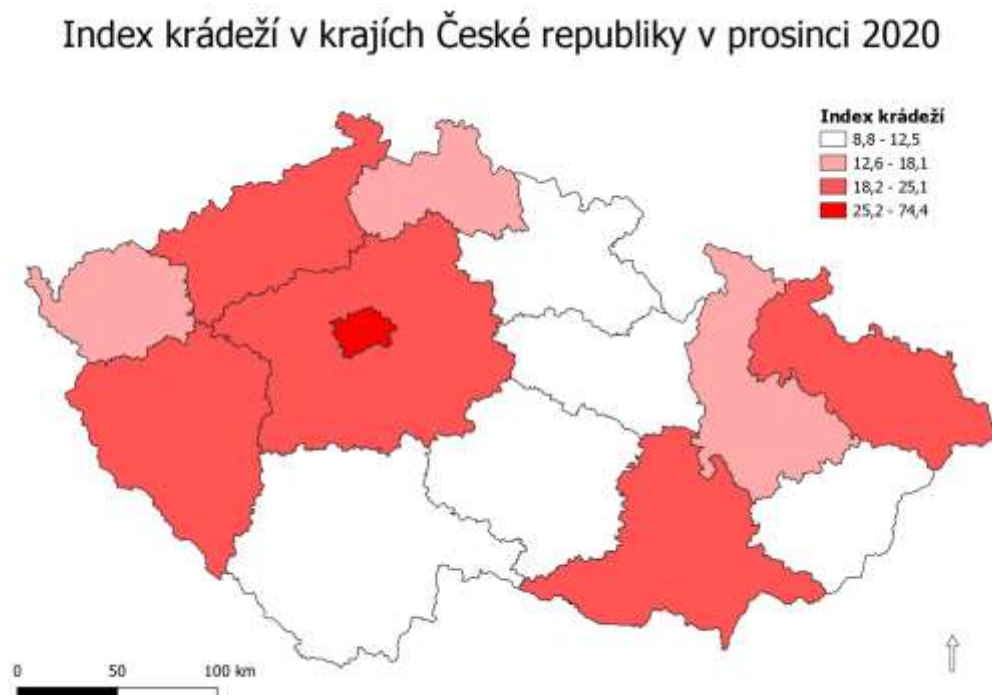 Index krádeží v krajích České republiky v prosinci 2020
Index krádeží
8,8 - 12,5
12,6 - 18,1
18,2 - 25,1
25,2 - 74,4
0 50 100 km